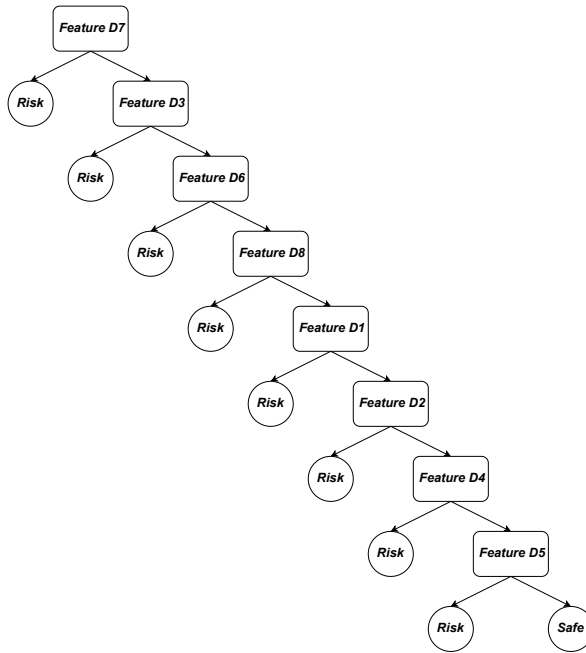 Feature D7
Risk
Feature D3
Risk
Feature D6
Risk
Feature D8
Risk
Feature D1
Risk
Feature D2
Risk
Feature D4
Risk
Feature D5
Risk
Safe